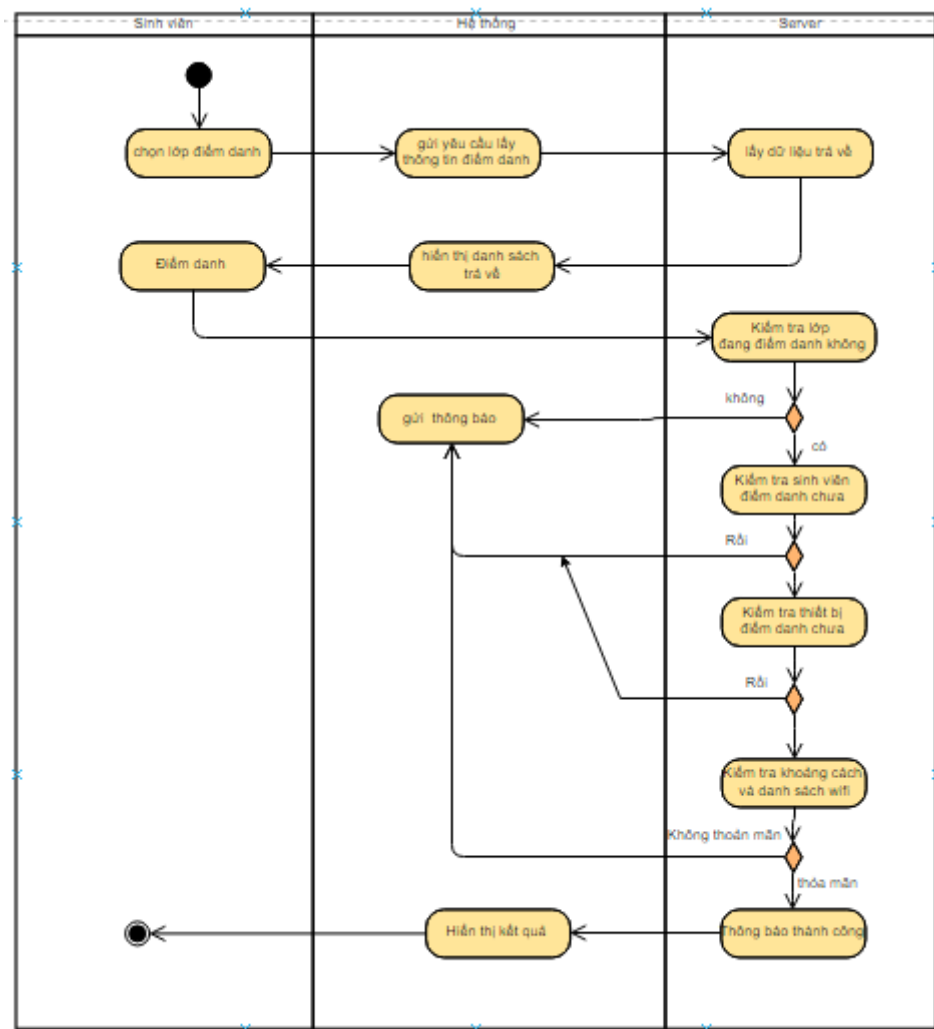 Sinh viên
Hệ thống
Server
chọn lớp điểm danh
gửi yêu cầu lấy
thông tin điểm danh
lấy dữ liệu trả về
Điểm danh
hiển thị danh sách
trả về
Kiểm tra lớp
đang điểm danh không
không
gửi thông báo
có
Kiểm tra sinh viên
điểm danh chưa
Rồi
Kiểm tra thiết bị
điểm danh chưa
Rồi
Kiểm tra khoảng cách
và danh sách wifi
Không thoản mãn
thỏa mãn
Hiển thị kết quả
Thông báo thành công